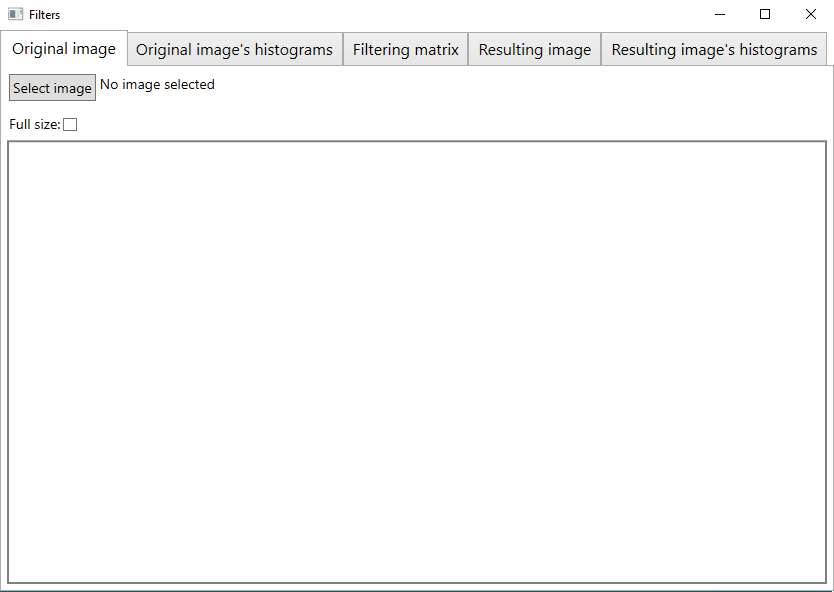 Filters
Original image Original image's histograms Filtering matrix Resulting image Resulting image's histograms
Select image No image selected
Full size: